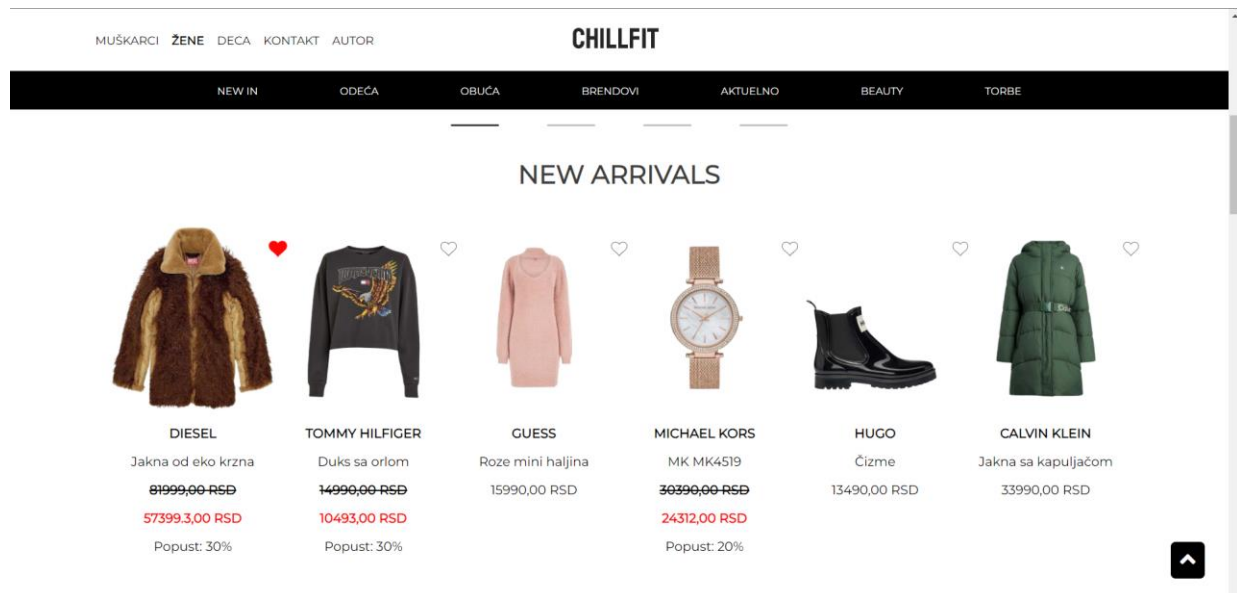 MUŠKARCI ŽENE DECA KONTAKT AUTOR
CHILLFIT
NEW IN ODEĆA OBUĆA BRENDOVI AKTUELNO BEAUTY TORBE
NEW ARRIVALS
DIESEL
Jakna od eko krzna
81999,00 RSD
57399.3,00 RSD
Popust: 30%
TOMMY HILFIGER
Duks sa orlom
14990,00 RSD
10493,00 RSD
Popust: 30%
GUESS
Roze mini haljina
15990,00 RSD
MICHAEL KORS
MK MK4519
30390,00 RSD
24312,00 RSD
Popust: 20%
HUGO
Čizme
13490,00 RSD
CALVIN KLEIN
Jakna sa kapuljačom
33990,00 RSD